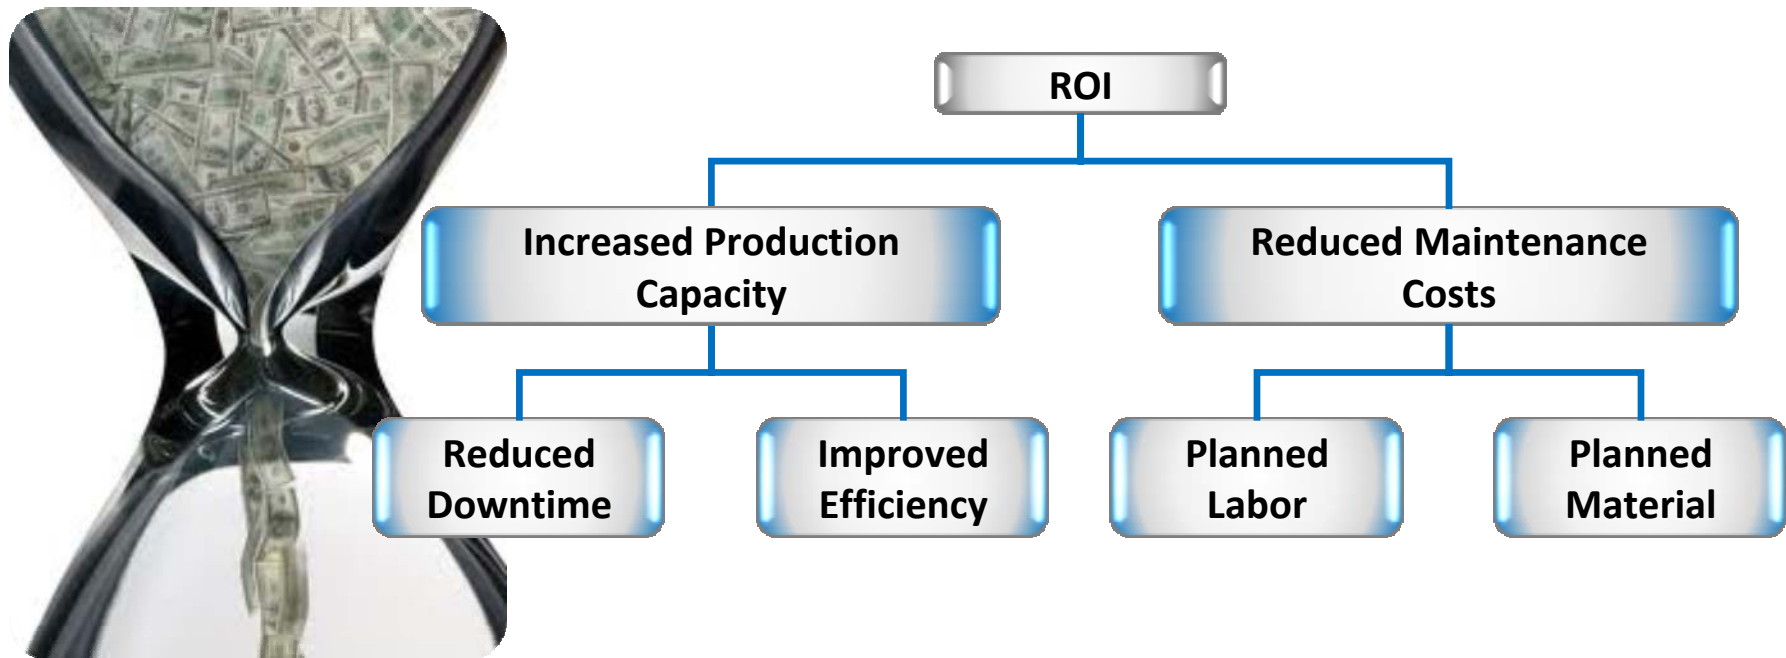 ROI
Increased Production
Capacity
Reduced Maintenance
Costs
Reduced
Downtime
Improved
Efficiency
Planned
Labor
Planned
Material